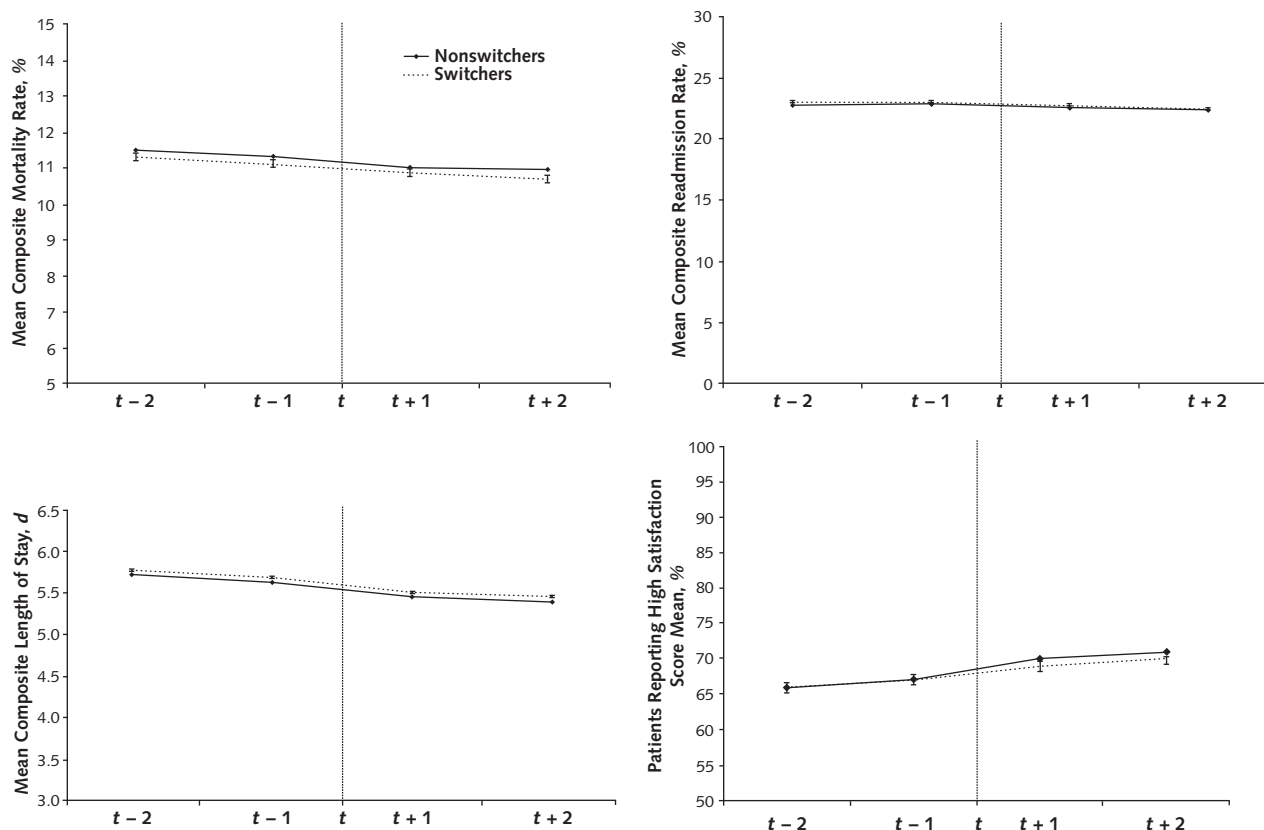 Mean Composite Mortality Rate, %
15
14
13
12
11
10
9
8
7
6
5
t – 2
t – 1
t
t + 1
t + 2
Nonswitchers
Switchers
Mean Composite Readmission Rate, %
30
25
20
15
10
5
0
t – 2
t – 1
t
t + 1
t + 2
Mean Composite Length of Stay, d
6.5
6.0
5.5
5.0
4.5
4.0
3.5
3.0
t – 2
t – 1
t
t + 1
t + 2
Patients Reporting High Satisfaction
Score Mean, %
100
95
90
85
80
75
70
65
60
55
50
t – 2
t – 1
t
t + 1
t + 2